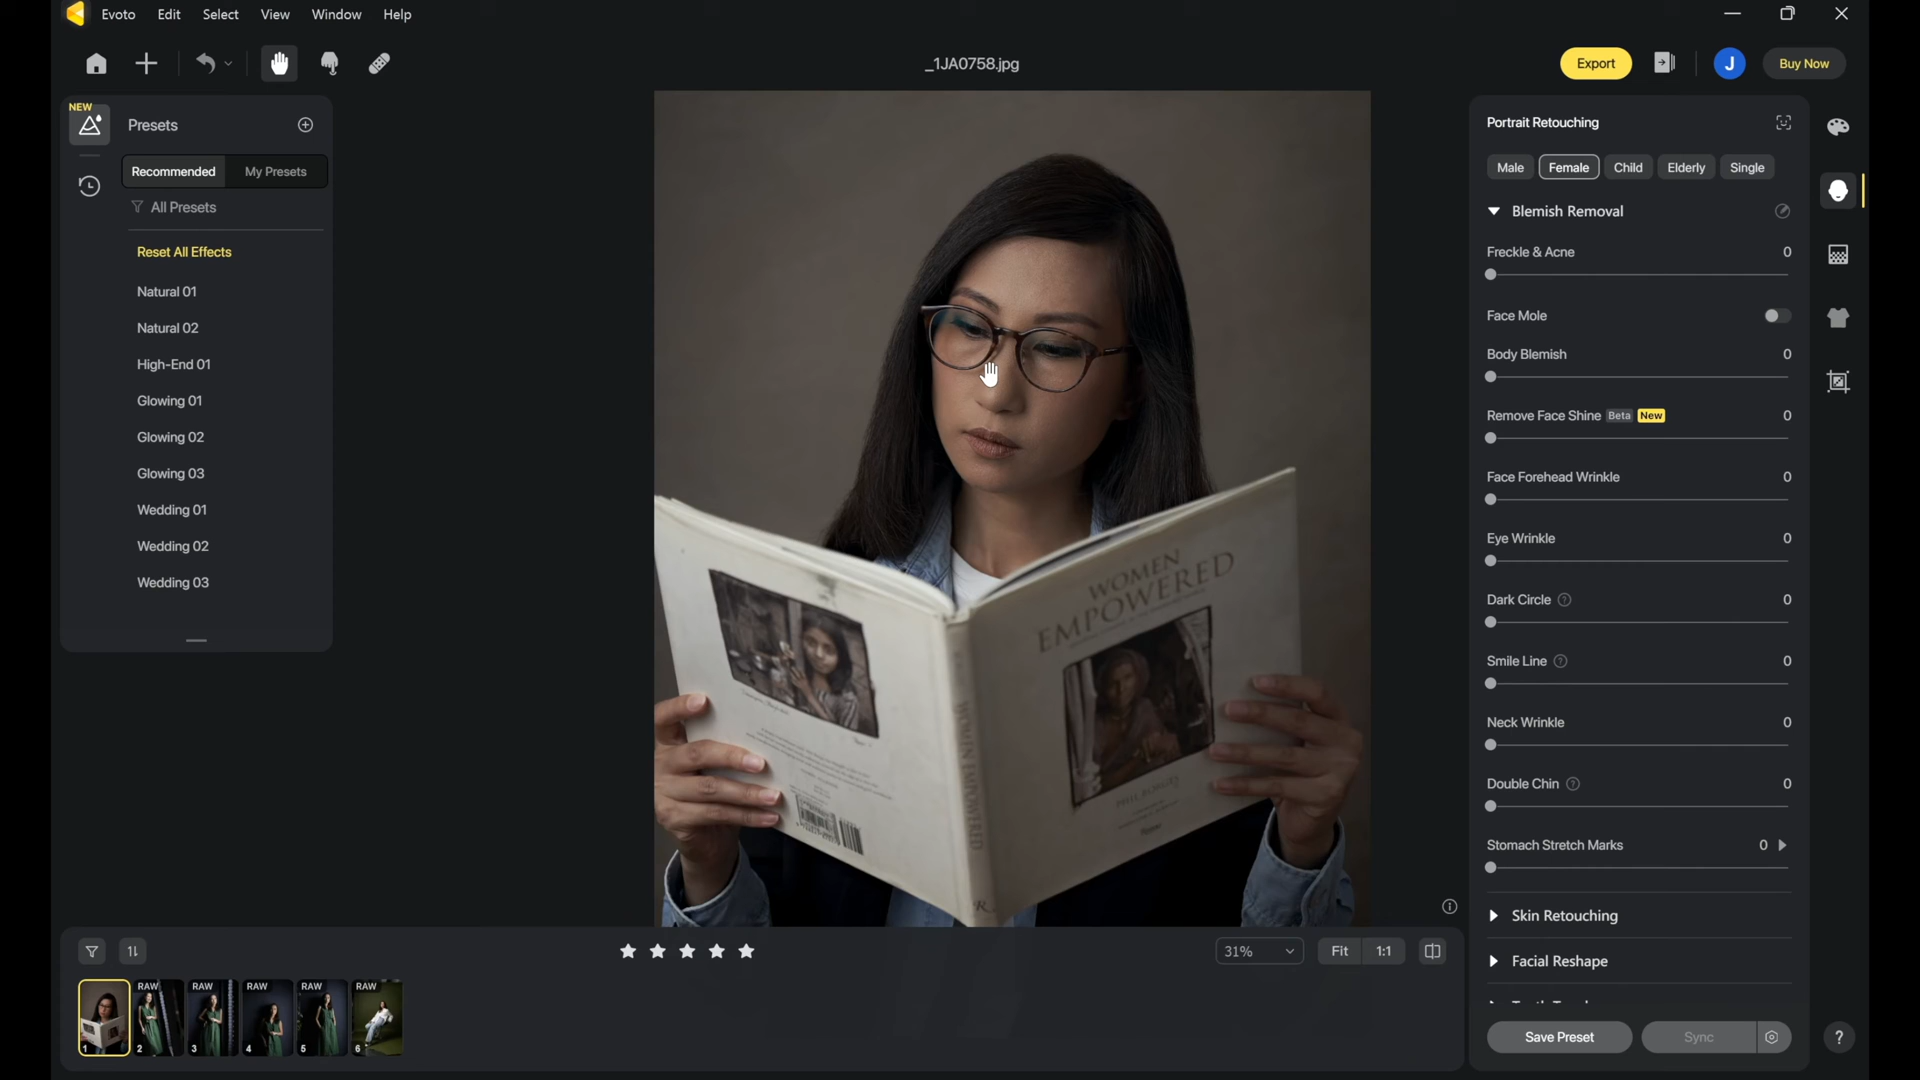 Evoto Edit Select View Window Help
_1JA0758.jpg
Export
J
Buy Now
NEW
Presets
Recommended
My Presets
All Presets
Reset All Effects
Natural 01
Natural 02
High-End 01
Glowing 01
Glowing 02
Glowing 03
Wedding 01
Wedding 02
Wedding 03
WOMEN
EMPOWERED
WOMEN EMPOWERED
Portrait Retouching
Male Female Child Elderly Single
Blemish Removal
Freckle & Acne 0
Face Mole
Body Blemish 0
Remove Face Shine Beta New 0
Face Forehead Wrinkle 0
Eye Wrinkle 0
Dark Circle ? 0
Smile Line ? 0
Neck Wrinkle 0
Double Chin ? 0
Stomach Stretch Marks 0
Skin Retouching
Facial Reshape
Save Preset
Sync
?
31%
Fit
1:1
1
RAW 2
RAW 3
RAW 4
RAW 5
RAW 6